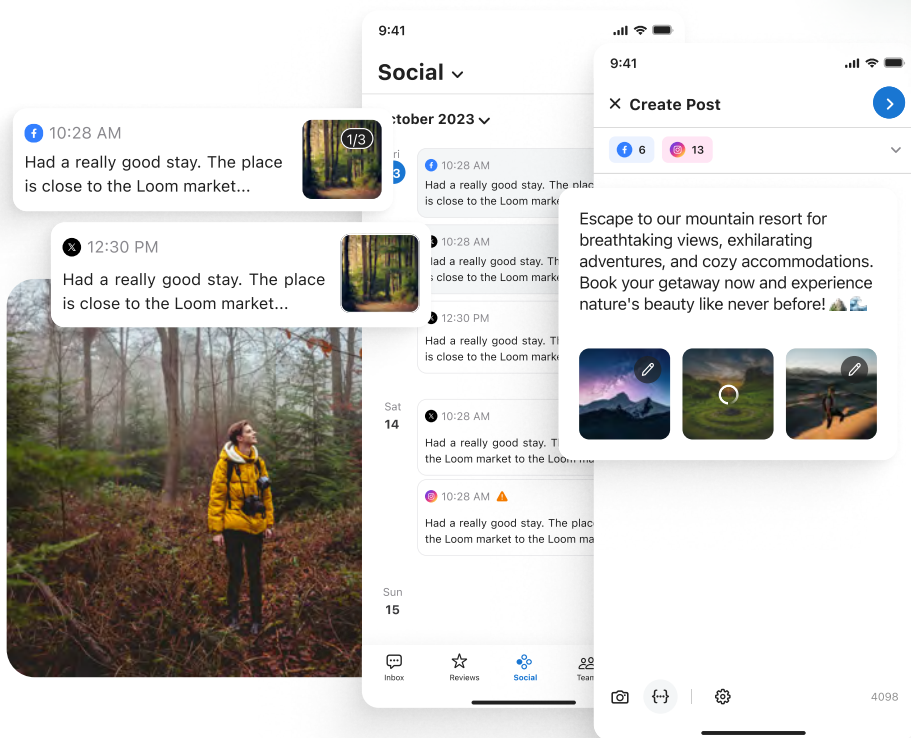 9:41
Social
ctober 2023
ri
3
10:28 AM
Had a really good stay. The place
is close to the Loom market...
1/3
12:30 PM
Had a really good stay. The place
is close to the Loom market...
10:28 AM
Had a really good stay. The plac
is close to the Loom marke
10:28 AM
ad a really good stay. Th
close to the Loom marke
12:30 PM
Had a really good stay. Th
is close to the Loom marke
Sat
14
10:28 AM
Had a really good stay. T
the Loom market to the Loom ma
10:28 AM
Had a really good stay. The plac
the Loom market to the Loom ma
Sun
15
Inbox
Reviews
Social
Team
9:41
Create Post
6
13
Escape to our mountain resort for
breathtaking views, exhilarating
adventures, and cozy accommodations.
Book your getaway now and experience
nature's beauty like never before!⛰️🌊
4098